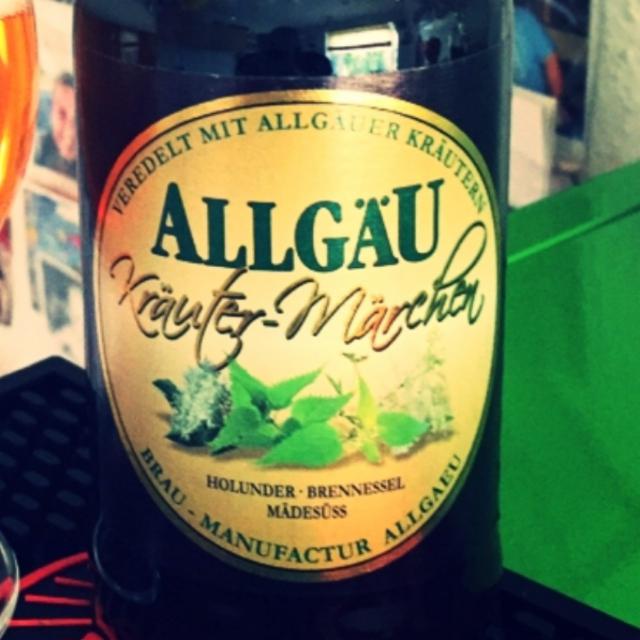 VEREDELT MIT ALLGÄUER KRÄUTERN
ALLGÄU
Kräuter-Märchen
HOLUNDER · BRENNESSEL
MÄDESÜSS
BRAU - MANUFACTUR ALLGAEU